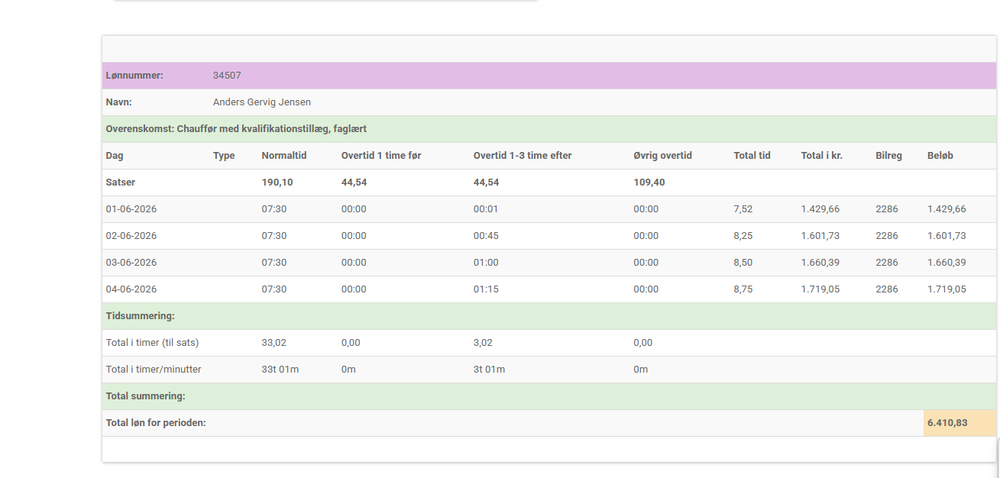 Lønnummer: 34507
Navn: Anders Gervig Jensen
Overenskomst: Chauffør med kvalifikationstillæg, faglært
Dag Type Normaltid Overtid 1 time før Overtid 1-3 time efter Øvrig overtid Total tid Total i kr. Bilreg Beløb
Satser 190,10 44,54 44,54 109,40
01-06-2026 07:30 00:00 00:01 00:00 7,52 1.429,66 2286 1.429,66
02-06-2026 07:30 00:00 00:45 00:00 8,25 1.601,73 2286 1.601,73
03-06-2026 07:30 00:00 01:00 00:00 8,50 1.660,39 2286 1.660,39
04-06-2026 07:30 00:00 01:15 00:00 8,75 1.719,05 2286 1.719,05
Tidsummering:
Total i timer (til sats) 33,02 0,00 3,02 0,00
Total i timer/minutter 33t 01m 0m 3t 01m 0m
Total summering:
Total løn for perioden: 6.410,83